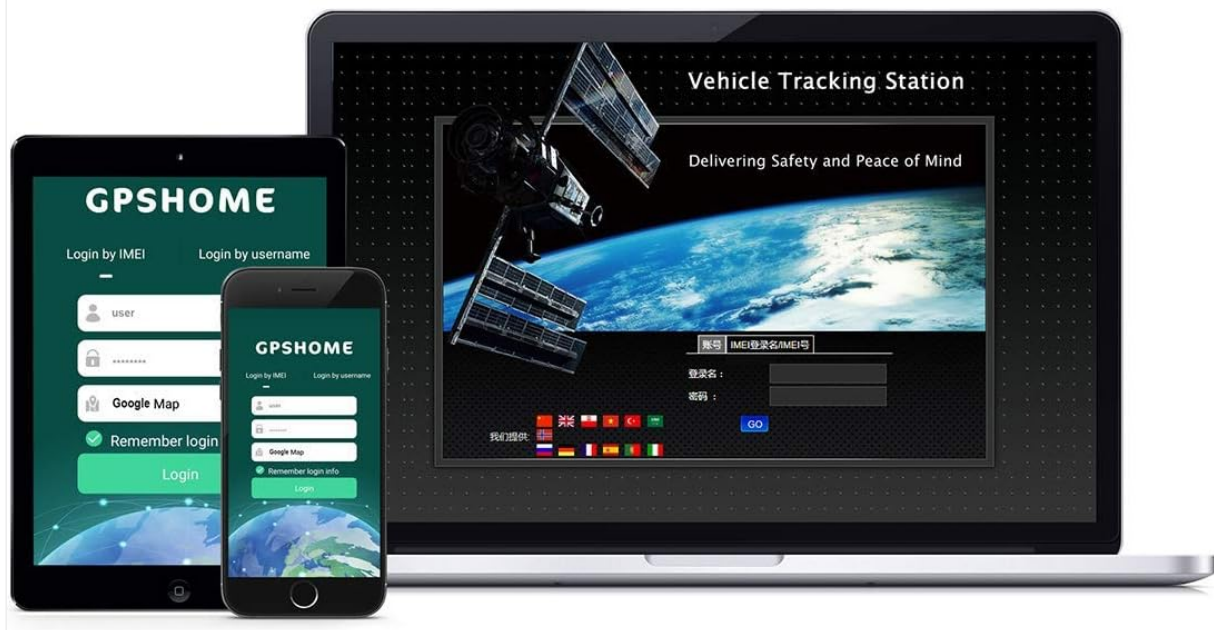 Vehicle Tracking Station
Delivering Safety and Peace of Mind
账号 IMEI登录名/IMEI号
登录名：
密码：
GO
我们提供:
GPSHOME
Login by IMEI Login by username
user
........
Google Map
Remember login
Login
GPSHOME
Login by IMEI Login by username
user
Google Map
Remember login info
Login